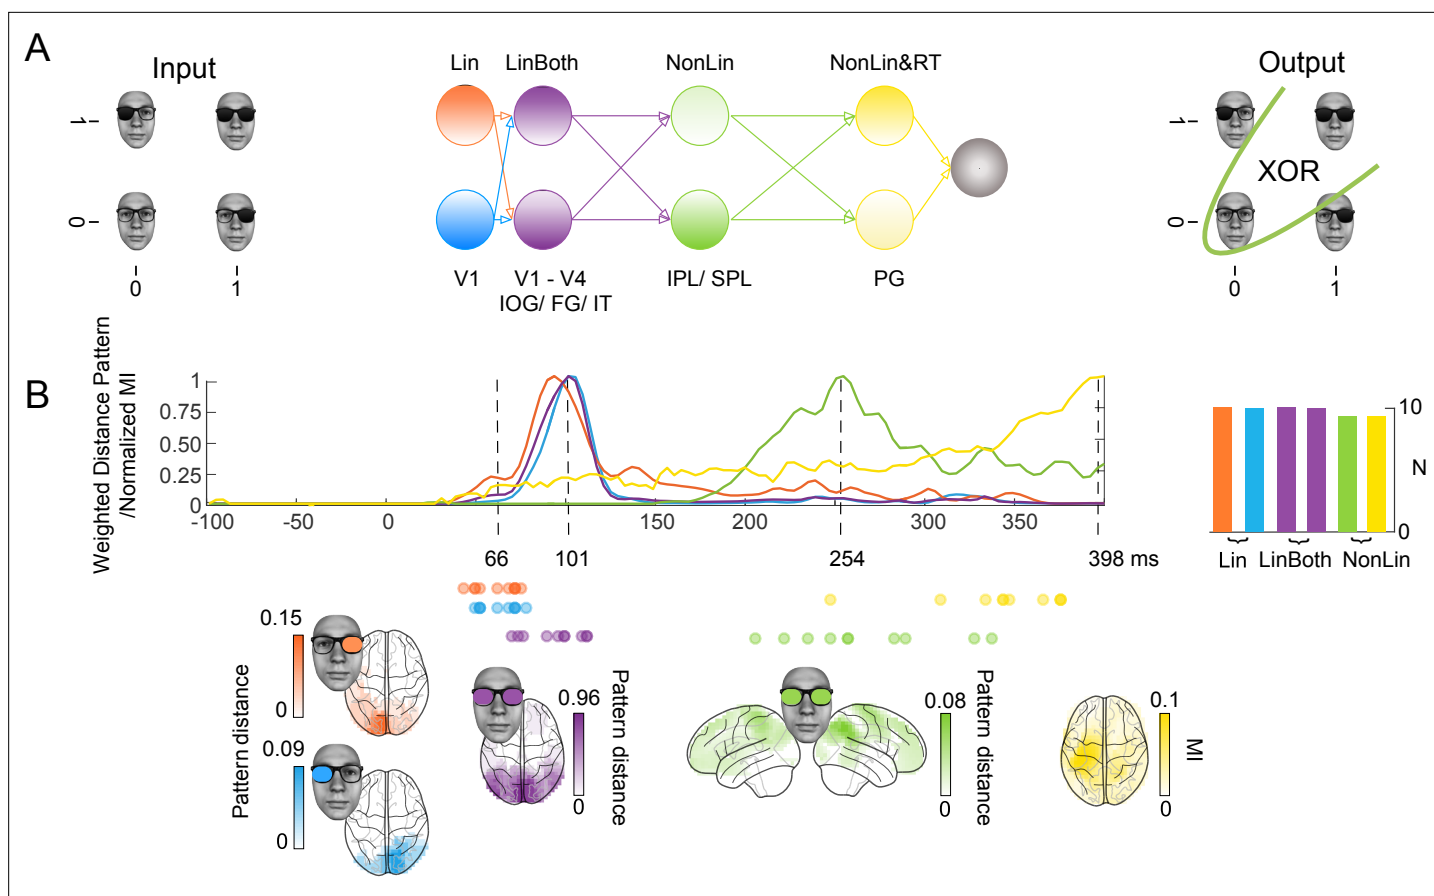 A
Input
1
0
0
1
Lin
LinBoth
NonLin
NonLin&RT
V1
V1 - V4
IOG/ FG/ IT
IPL/ SPL
PG
Output
1
XOR
0
0
1
B
Weighted Distance Pattern
/Normalized MI
1
0.75
0.50
0.25
0
-100
-50
0
150
200
300
350
66
101
254
398 ms
10
N
0
Lin
LinBoth
NonLin
Pattern distance
0.15
0
0.09
0
0.96
0
Pattern distance
0.08
0
Pattern distance
0.1
0
MI